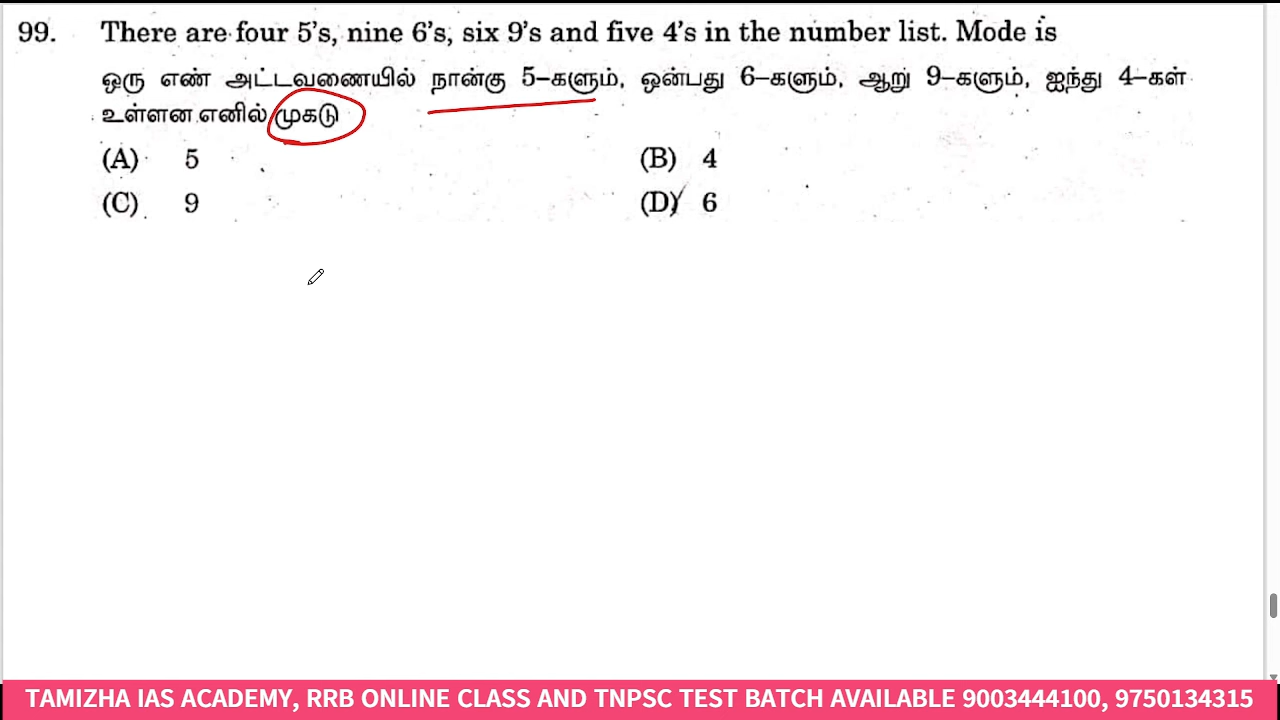 99. There are four 5's, nine 6's, six 9's and five 4's in the number list. Mode is
ஒரு எண் அட்டவணையில் நான்கு 5–களும், ஒன்பது 6–களும், ஆறு 9–களும், ஐந்து 4–கள்
உள்ளன எனில் முகடு
(A) 5 (B) 4
(C) 9 (D) 6
TAMIZHA IAS ACADEMY, RRB ONLINE CLASS AND TNPSC TEST BATCH AVAILABLE 9003444100, 9750134315